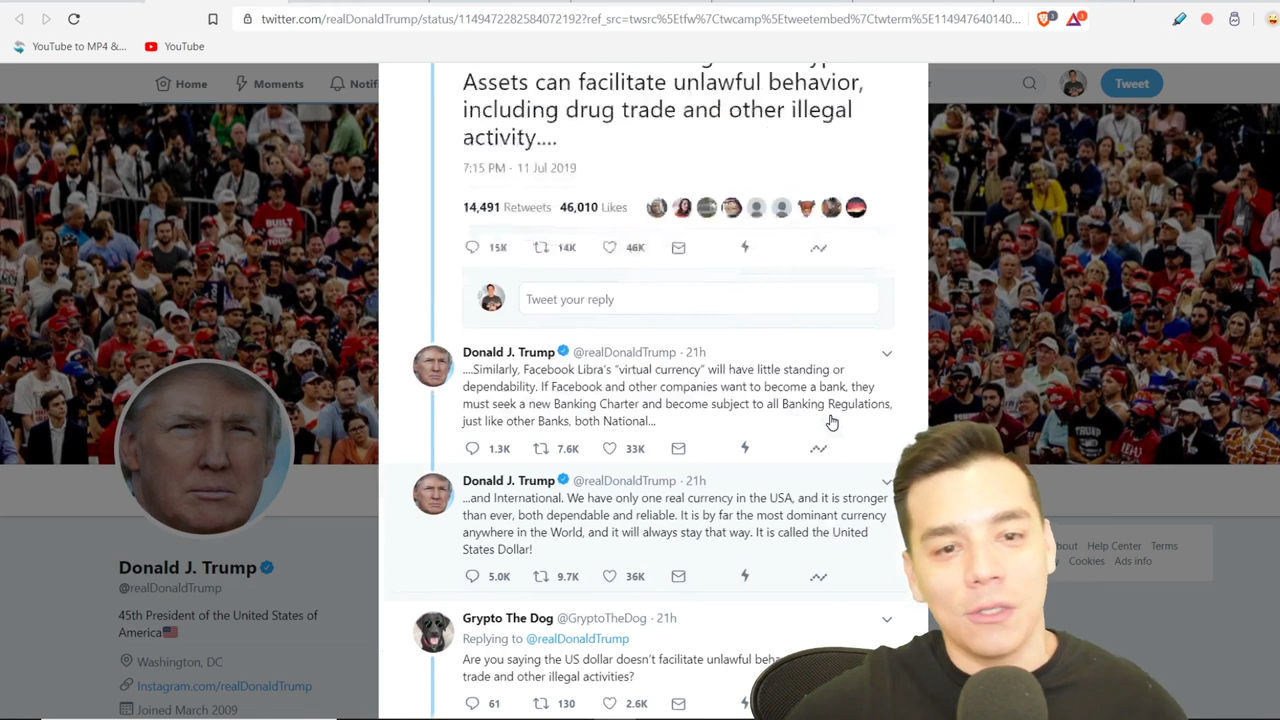 twitter.com/realDonaldTrump/status/1149472282584072192?ref_src=twsrc%5Etfw%7Ctwcamp%5Etweetembed%7Ctwterm%5E114947640140...
3
1
YouTube to MP4 &...
YouTube
Home
Moments
Notifi
Tweet
Assets can facilitate unlawful behavior,
including drug trade and other illegal
activity....
7:15 PM - 11 Jul 2019
14,491 Retweets 46,010 Likes
15K 14K 46K
Tweet your reply
Donald J. Trump @realDonaldTrump · 21h
....Similarly, Facebook Libra's “virtual currency” will have little standing or
dependability. If Facebook and other companies want to become a bank, they
must seek a new Banking Charter and become subject to all Banking Regulations,
just like other Banks, both National...
1.3K 7.6K 33K
Donald J. Trump @realDonaldTrump · 21h
...and International. We have only one real currency in the USA, and it is stronger
than ever, both dependable and reliable. It is by far the most dominant currency
anywhere in the World, and it will always stay that way. It is called the United
States Dollar!
5.0K 9.7K 36K
Grypto The Dog @GryptoTheDog · 21h
Replying to @realDonaldTrump
Are you saying the US dollar doesn't facilitate unlawful beha
trade and other illegal activities?
61 130 2.6K
Donald J. Trump
@realDonaldTrump
45th President of the United States of
America
Washington, DC
Instagram.com/realDonaldTrump
Joined March 2009
bout Help Center Terms
Cookies Ads info